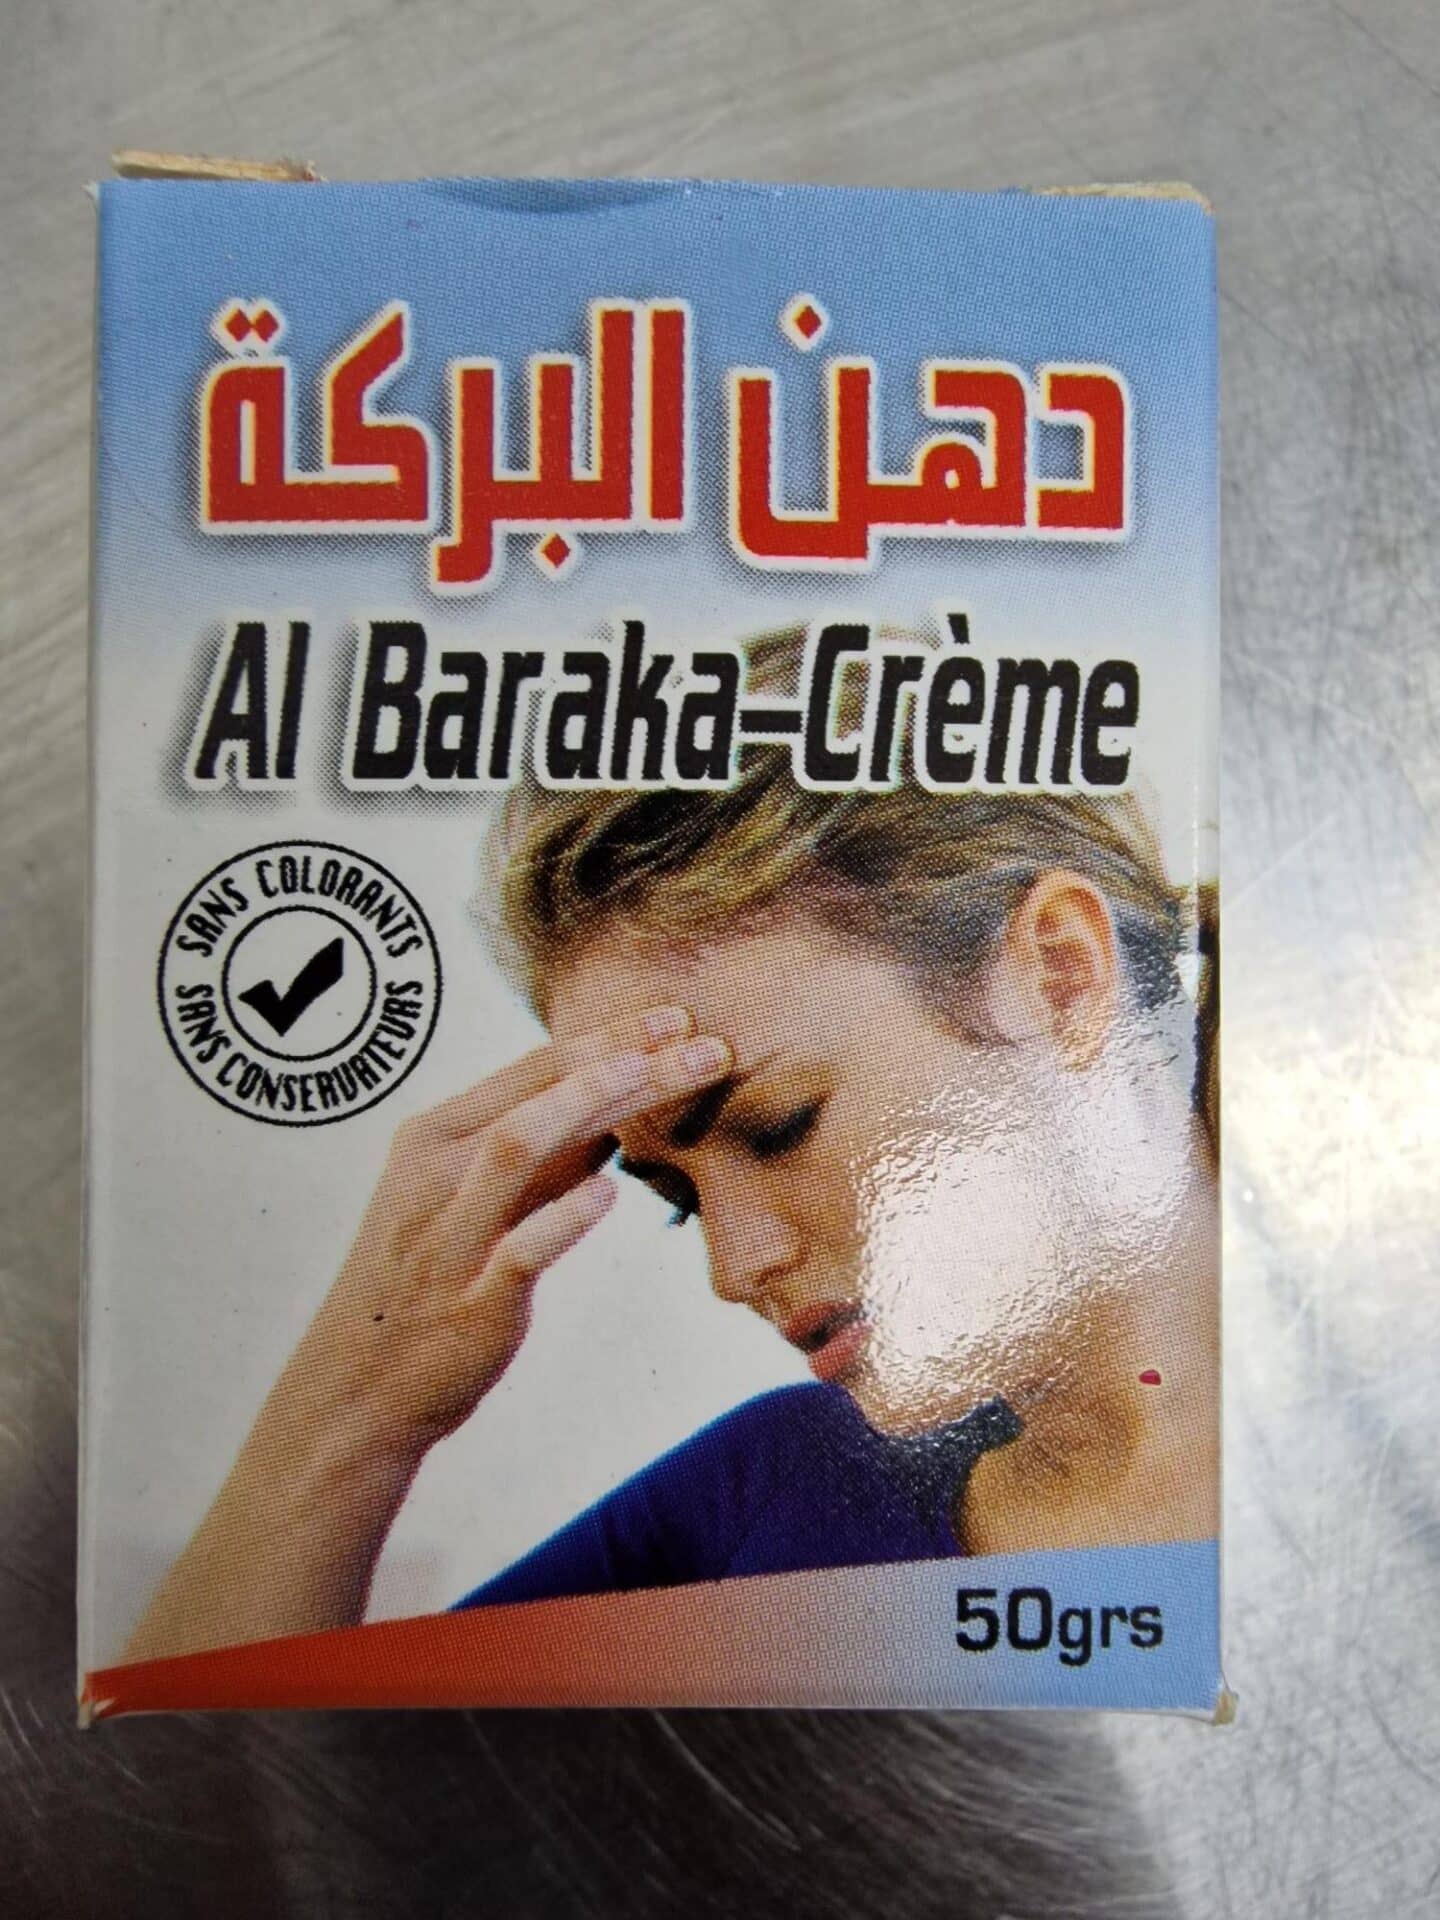 دهن البركة
Al Baraka-Crème
SANS COLORANTS
SANS CONSERVATEURS
50grs